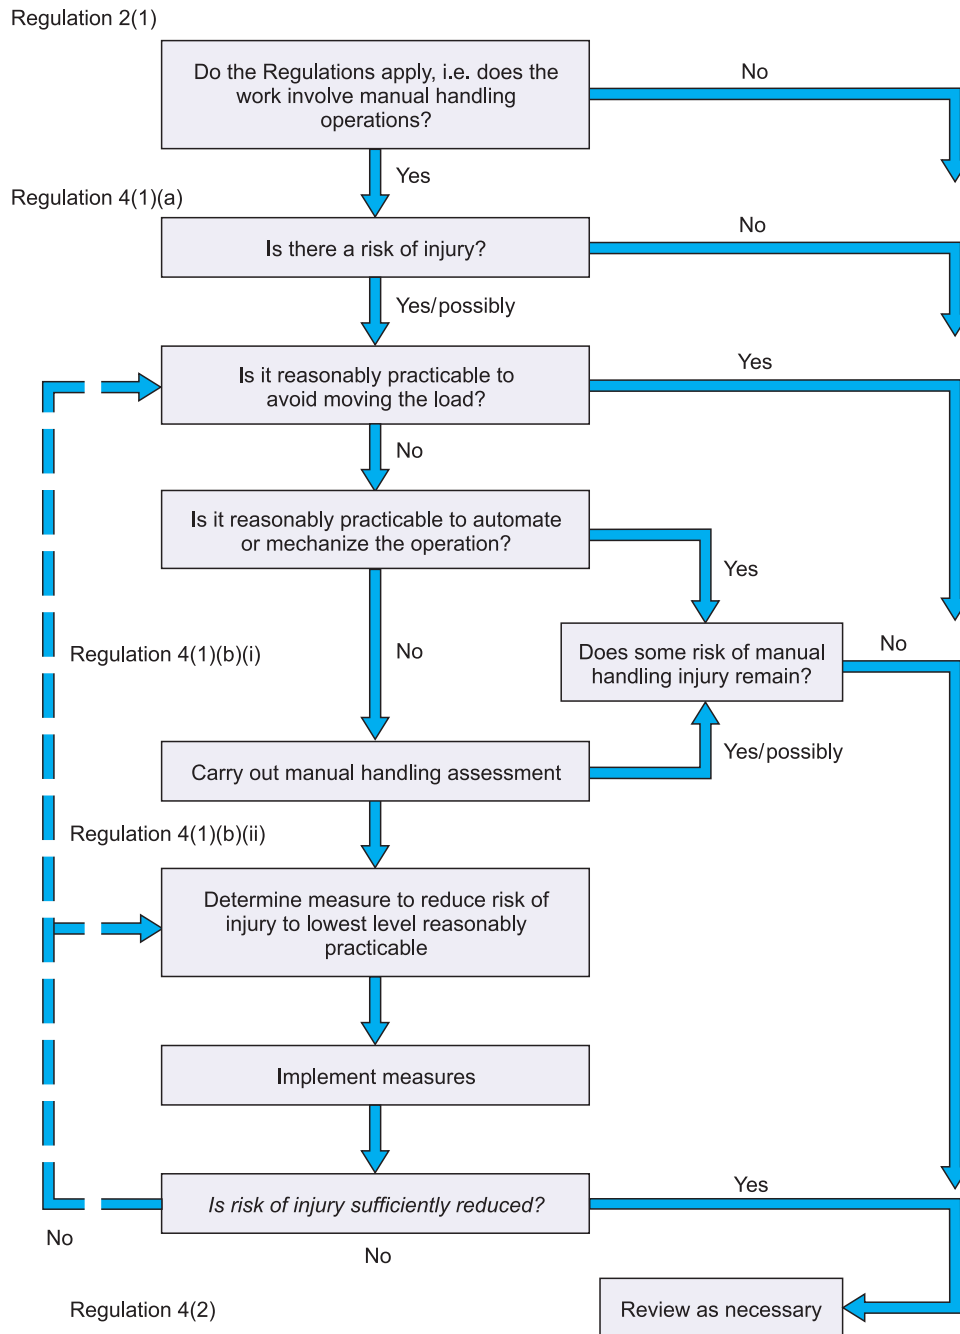 Regulation 2(1)
Do the Regulations apply, i.e. does the
work involve manual handling
operations?
No
Yes
Regulation 4(1)(a)
Is there a risk of injury?
No
Yes/possibly
Is it reasonably practicable to
avoid moving the load?
Yes
No
Is it reasonably practicable to automate
or mechanize the operation?
Yes
No
Regulation 4(1)(b)(i)
Does some risk of manual
handling injury remain?
No
Carry out manual handling assessment
Yes/possibly
Regulation 4(1)(b)(ii)
Determine measure to reduce risk of
injury to lowest level reasonably
practicable
Implement measures
Is risk of injury sufficiently reduced?
Yes
No
No
Regulation 4(2)
Review as necessary